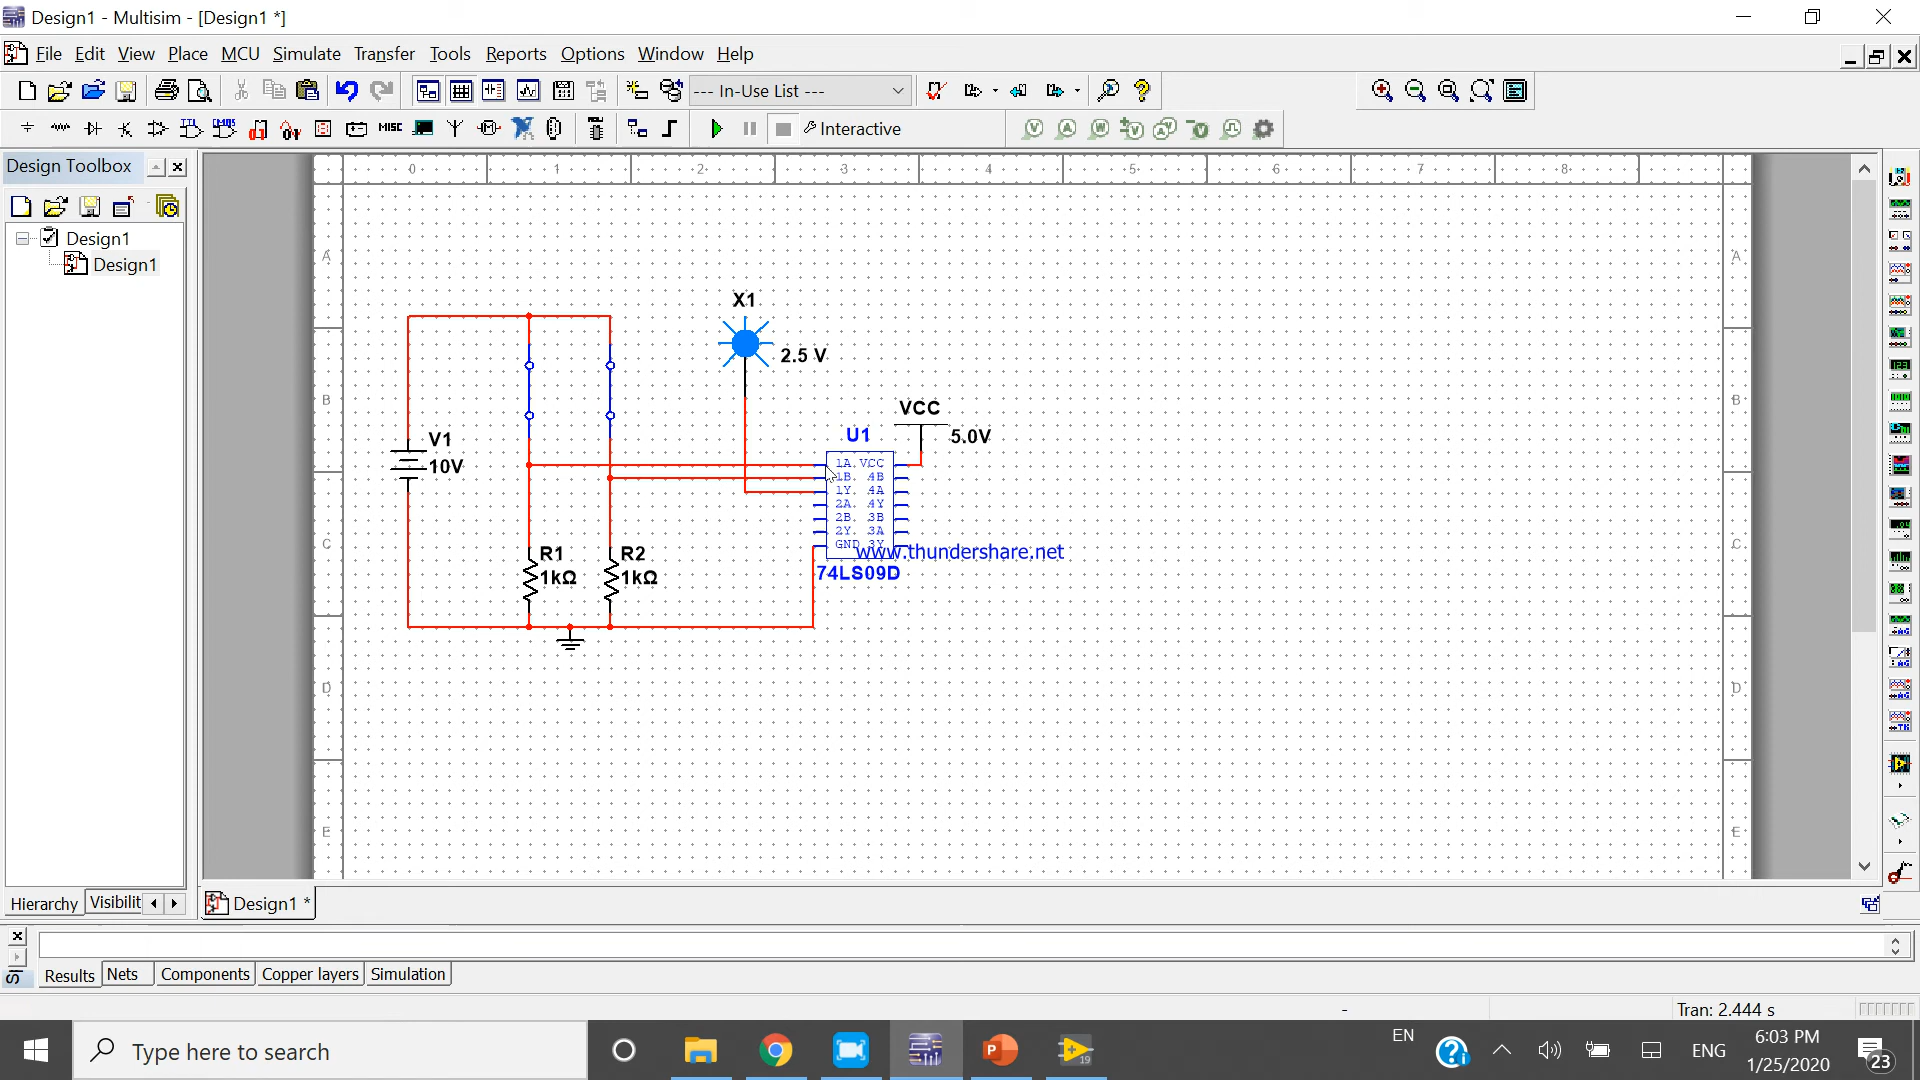 Design1 - Multisim - [Design1 *]
File Edit View Place MCU Simulate Transfer Tools Reports Options Window Help
--- In-Use List ---
MISC
Interactive
Design Toolbox
Design1
Design1
0 1 2 3 4 5 6 7 8
A A
X1
2.5 V
B B
VCC
5.0V
U1
V1
10V
1A VCC
1B 4B
1Y 4A
2A 4Y
2B 3B
2Y 3A
GND 3Y
www.thundershare.net
74LS09D
C C
R1
1kΩ
R2
1kΩ
D D
E E
Hierarchy Visibilit
Design1 *
Results Nets Components Copper layers Simulation
-
Tran: 2.444 s
Type here to search
EN
ENG
6:03 PM
1/25/2020
23
19